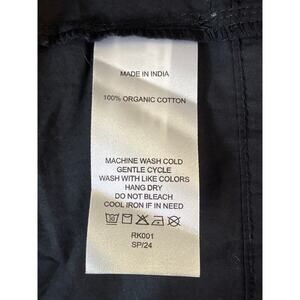 MADE IN INDIA
100% ORGANIC COTTON
MACHINE WASH COLD
GENTLE CYCLE
WASH WITH LIKE COLORS
HANG DRY
DO NOT BLEACH
COOL IRON IF IN NEED
RK001
SP/24